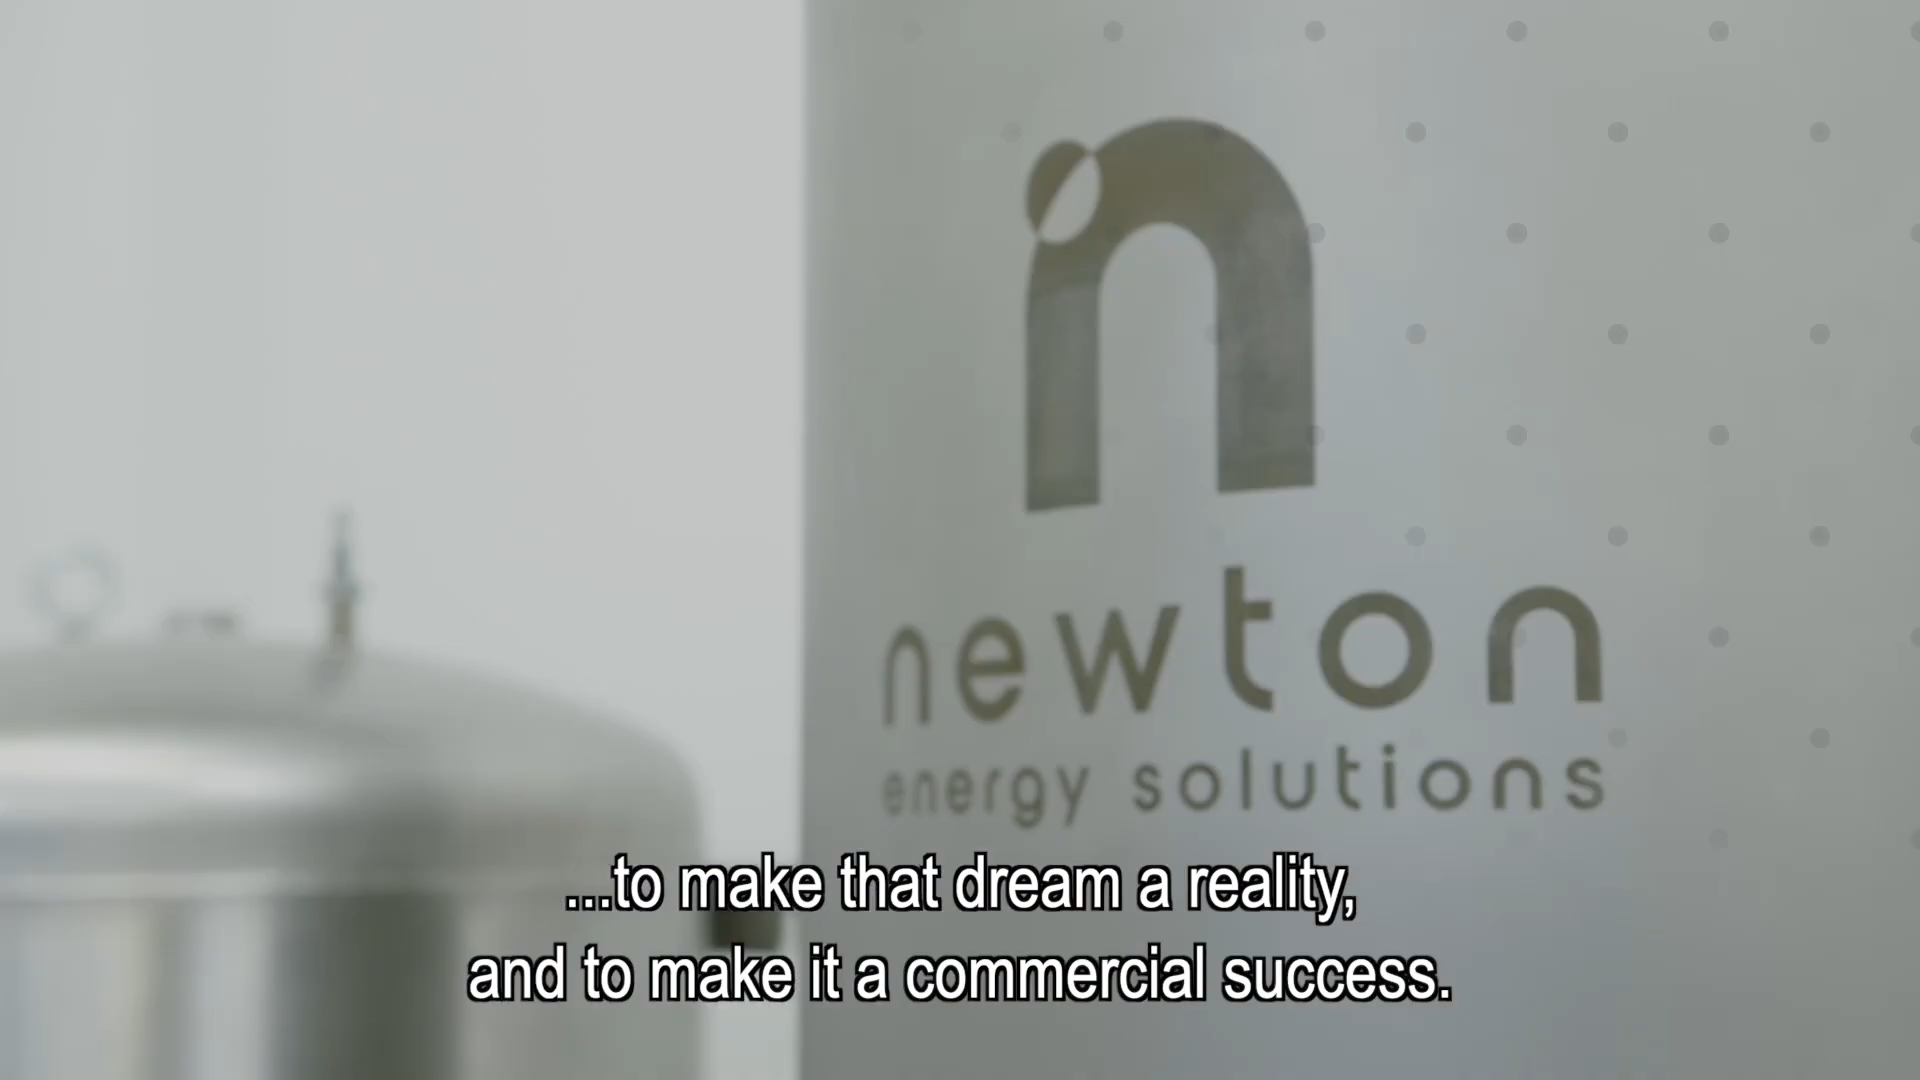 n
newton
energy solutions
...to make that dream a reality,
and to make it a commercial success.